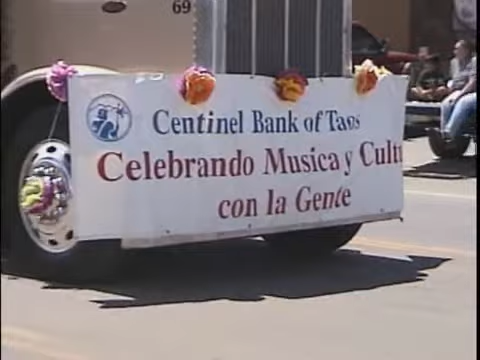 69
Centinel Bank of Taos
Celebrando Musica y Cult
con la Gente